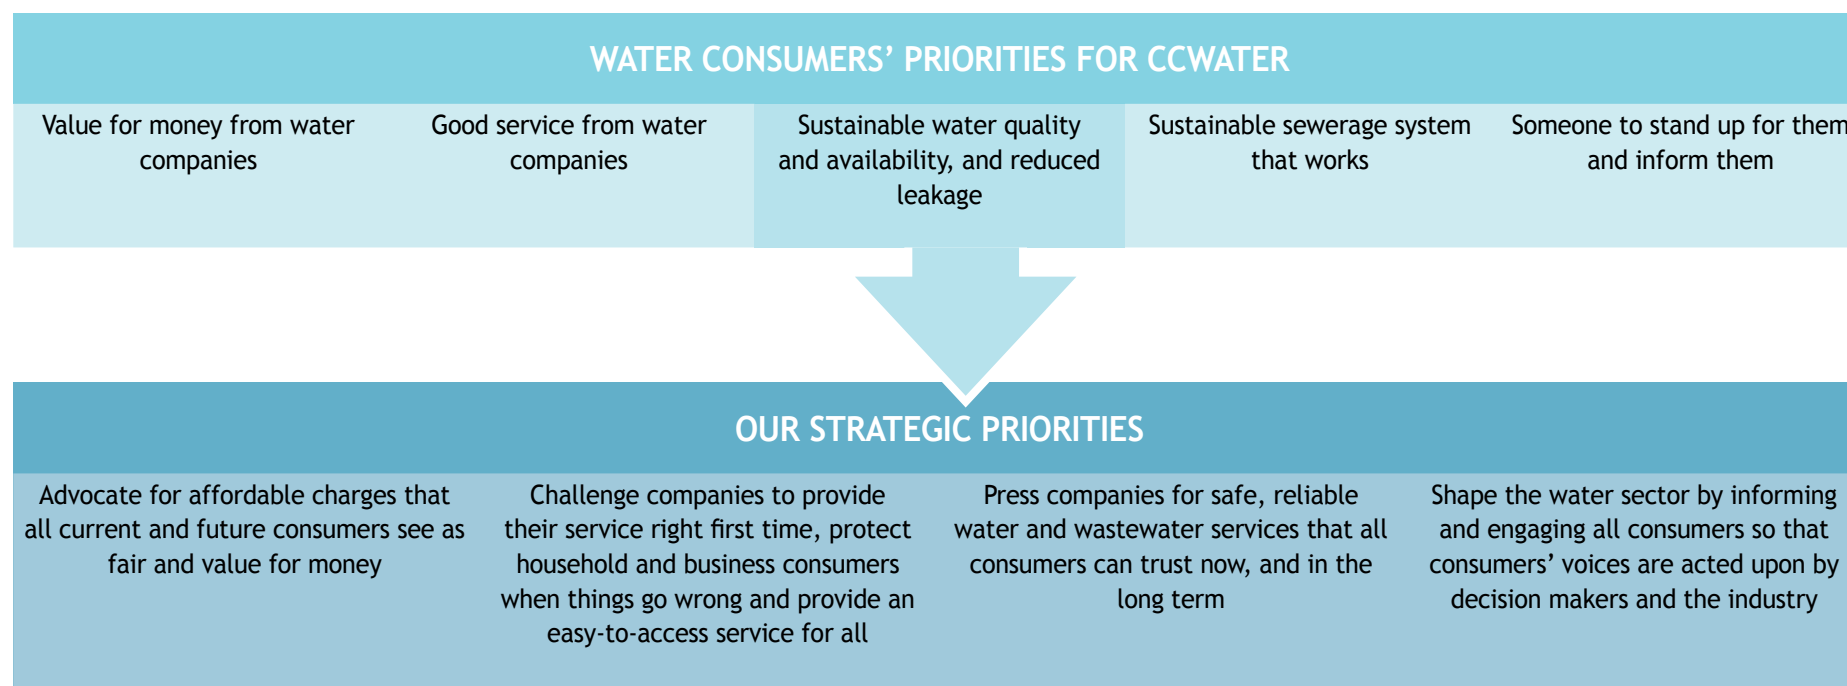 WATER CONSUMERS’ PRIORITIES FOR CCWATER
Value for money from water
companies
Good service from water
companies
Sustainable water quality
and availability, and reduced
leakage
Sustainable sewerage system
that works
Someone to stand up for them
and inform them
OUR STRATEGIC PRIORITIES
Advocate for affordable charges that
all current and future consumers see as
fair and value for money
Challenge companies to provide
their service right first time, protect
household and business consumers
when things go wrong and provide an
easy-to-access service for all
Press companies for safe, reliable
water and wastewater services that all
consumers can trust now, and in the
long term
Shape the water sector by informing
and engaging all consumers so that
consumers’ voices are acted upon by
decision makers and the industry